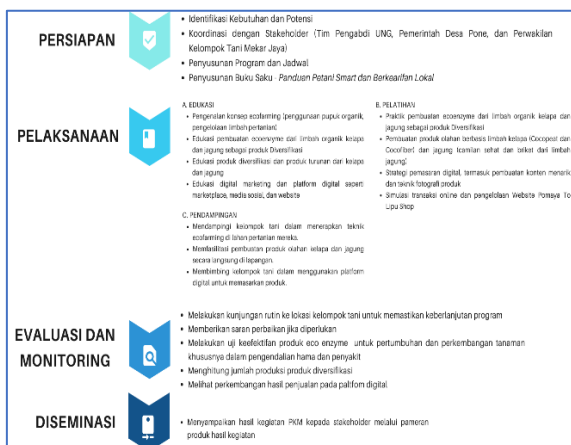 PERSIAPAN
• Identifikasi Kebutuhan dan Potensi
• Koordinasi dengan Stakeholder (Tim Pengabdi UNG, Pemerintah Desa Pone, dan Perwakilan
Kelompok Tani Mekar Jaya)
• Penyusunan Program dan Jadwal
• Penyusunan Buku Saku - Panduan Petani Smart dan Berkearifan Lokal
PELAKSANAAN
A. EDUKASI
• Pengenalan konsep ecofarming (penggunaan pupuk organik,
pengelolaan limbah pertanian)
• Edukasi pembuatan ecoenzyme dari limbah organik kelapa
dan jagung sebagai produk Diversifikasi
• Edukasi produk diversifikasi dan produk turunan dari kelapa
dan jagung
• Edukasi digital marketing dan platform digital seperti
marketplace, media sosial, dan website
B. PELATIHAN
• Praktik pembuatan ecoenzyme dari limbah organik kelapa dan
jagung sebagai produk Diversifikasi
• Pembuatan produk olahan berbasis limbah kelapa (Cocopeat dan
Cocofiber) dan jagung (camilan sehat dan briket dari limbah
jagung)
• Strategi pemasaran digital, termasuk pembuatan konten menarik
dan teknik fotografi produk
• Simulasi transaksi online dan pengelolaan Website Pomaya To
Lipu Shop
C. PENDAMPINGAN
• Mendampingi kelompok tani dalam menerapkan teknik
ecofarming di lahan pertanian mereka.
• Memfasilitasi pembuatan produk olahan kelapa dan jagung
secara langsung di lapangan.
• Membimbing kelompok tani dalam menggunakan platform
digital untuk memasarkan produk.
EVALUASI DAN
MONITORING
• Melakukan kunjungan rutin ke lokasi kelompok tani untuk memastikan keberlanjutan program
• Memberikan saran perbaikan jika diperlukan
• Melakukan uji keefektifan produk eco enzyme untuk pertumbuhan dan perkembangan tanaman
khususnya dalam pengendalian hama dan penyakit
• Menghitung jumlah produksi produk diversifikasi
• Melihat perkembangan hasil penjualan pada paltfom digital
DISEMINASI
• Menyampaikan hasil kegiatan PKM kepada stakeholder melalui pameran
produk hasil kegiatan